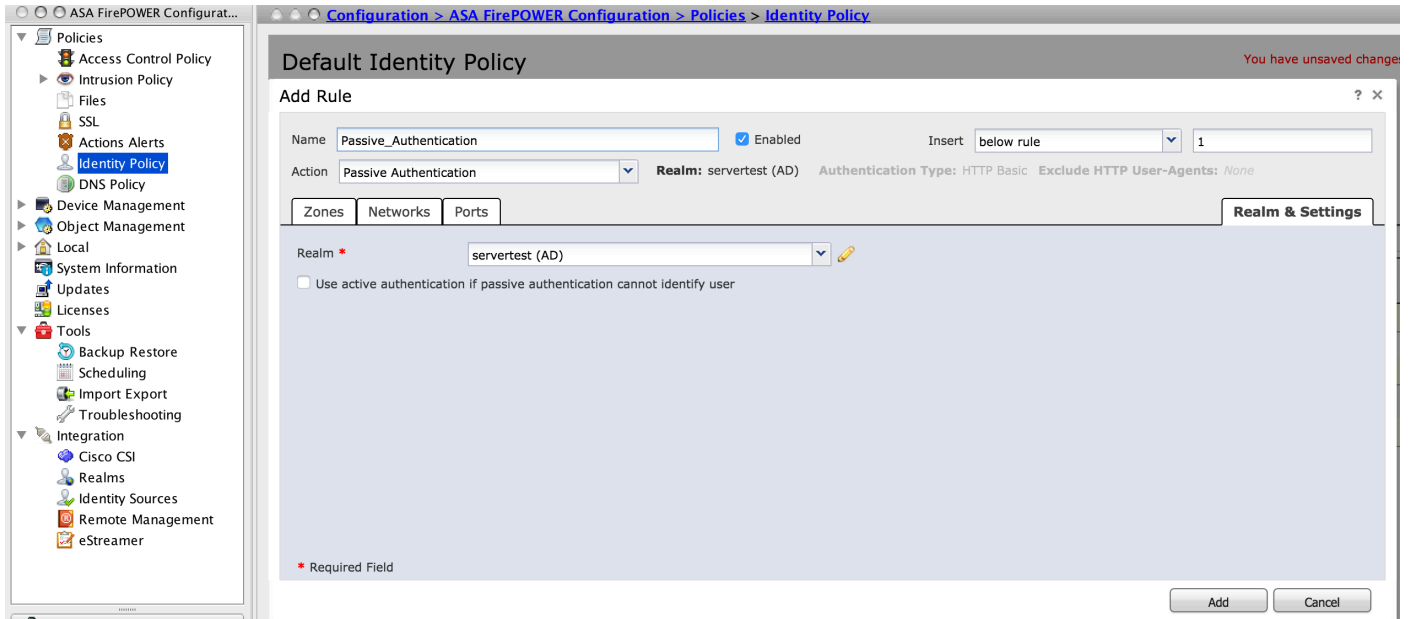 ASA FirePOWER Configurat...
Policies
Access Control Policy
Intrusion Policy
Files
SSL
Actions Alerts
Identity Policy
DNS Policy
Device Management
Object Management
Local
System Information
Updates
Licenses
Tools
Backup Restore
Scheduling
Import Export
Troubleshooting
Integration
Cisco CSI
Realms
Identity Sources
Remote Management
eStreamer
Configuration > ASA FirePOWER Configuration > Policies > Identity Policy
Default Identity Policy
You have unsaved changes
Add Rule
? ×
Name Passive_Authentication Enabled Insert below rule 1
Action Passive Authentication Realm: servertest (AD) Authentication Type: HTTP Basic Exclude HTTP User-Agents: None
Zones Networks Ports Realm & Settings
Realm * servertest (AD)
Use active authentication if passive authentication cannot identify user
* Required Field
Add Cancel